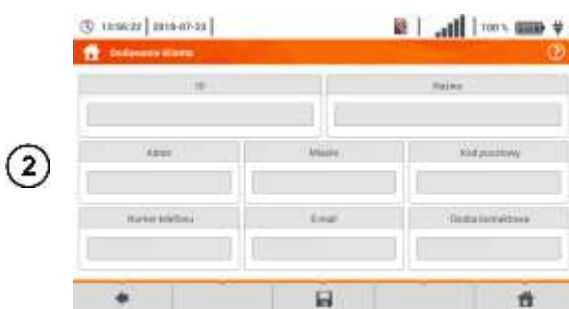 13:56:22 2018-07-23 100 %
Dodawanie klienta
ID Nazwa
Adres Miasto Kod pocztowy
Numer telefonu E-mail Osoba kontaktowa
2